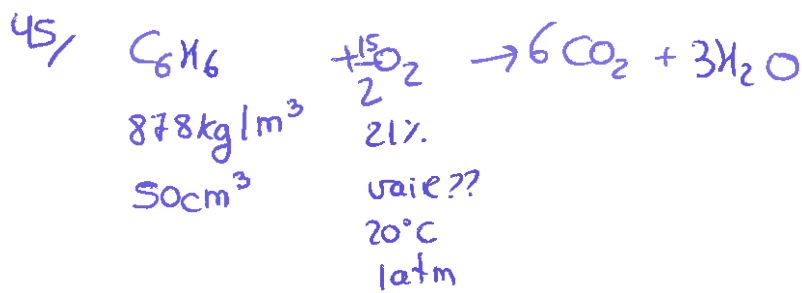 45/ C₆H₆ + 15/2 O₂ → 6 CO₂ + 3H₂O
878kg/m³ 21%.
50cm³ vaie??
20°C
1atm